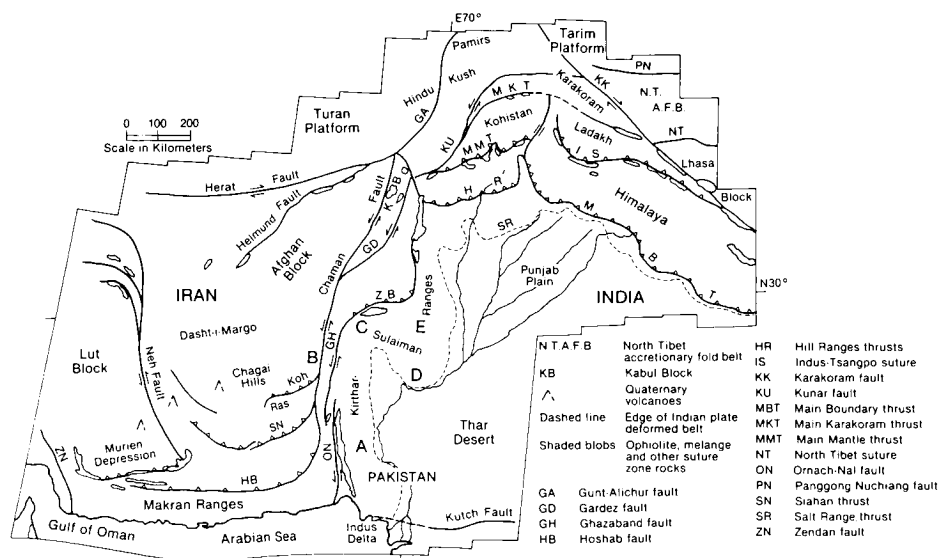 E70°
Pamirs
Tarim
Platform
PN
Hindu
Kush
KK
N.T.
A.F.B.
Turan
Platform
GA
M K T
Karakoram
Kohistan
KU
NT
Ladakh
0 100 200
Scale in Kilometers
MMT
I S
Lhasa
Block
Herat Fault
Helmund Fault
Fault
K B
H R
Himalaya
M
SR
B
T
Afghan
Block
GD
Chaman
Ranges
Punjab
Plain
N30°
IRAN
INDIA
Z B
C
E
GH
Sulaiman
Dasht-i-Margo
B
D
Lut
Block
Neh Fault
Chagai
Hills
Koh
Ras
Kirthar
SN
A
Thar
Desert
Murien
Depression
ZN
HB
ON
PAKISTAN
Makran Ranges
Gulf of Oman
Arabian Sea
Indus
Delta
Kutch Fault
N.T.A.F.B North Tibet
accretionary fold belt
KB Kabul Block
Quaternary
volcanoes
Dashed line Edge of Indian plate
deformed belt
Shaded blobs Ophiolite, melange
and other suture
zone rocks
GA Gunt-Alichur fault
GD Gardez fault
GH Ghazaband fault
HB Hoshab fault
HR Hill Ranges thrusts
IS Indus-Tsangpo suture
KK Karakoram fault
KU Kunar fault
MBT Main Boundary thrust
MKT Main Karakoram thrust
MMT Main Mantle thrust
NT North Tibet suture
ON Ornach-Nal fault
PN Panggong Nuchiang fault
SN Siahan thrust
SR Salt Range thrust
ZN Zendan fault